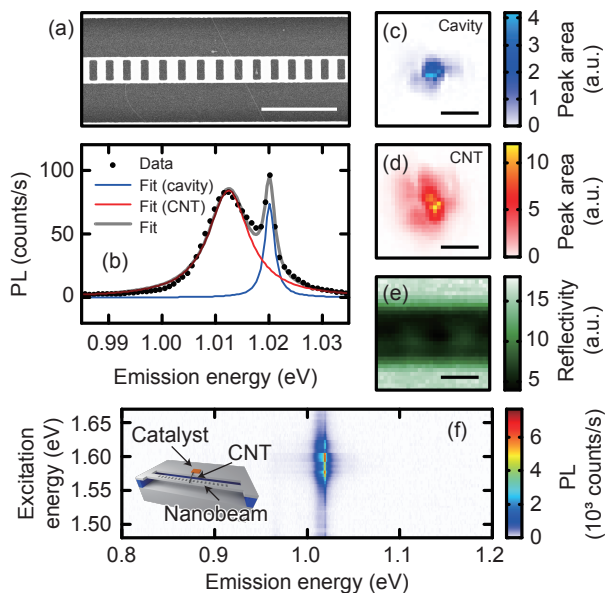 (a)
(c)
Cavity
4
3
2
1
0
Peak area
(a.u.)
100
50
0
PL (counts/s)
Data
Fit (cavity)
Fit (CNT)
Fit
(b)
0.99
1.00
1.01
1.02
1.03
Emission energy (eV)
(d)
CNT
10
5
0
Peak area
(a.u.)
(e)
15
10
5
Reflectivity
(a.u.)
1.65
1.60
1.55
1.50
Excitation
energy (eV)
Catalyst
CNT
Nanobeam
(f)
6
4
2
0
PL
(10³ counts/s)
0.8
0.9
1.0
1.1
1.2
Emission energy (eV)